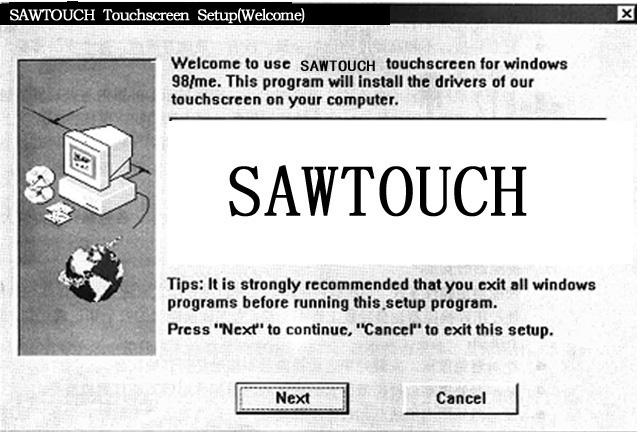 SAWTOUCH Touchscreen Setup(Welcome)
Welcome to use SAWTOUCH touchscreen for windows
98/me. This program will install the drivers of our
touchscreen on your computer.
SAWTOUCH
Tips: It is strongly recommended that you exit all windows
programs before running this setup program.
Press "Next" to continue, "Cancel" to exit this setup.
Next
Cancel